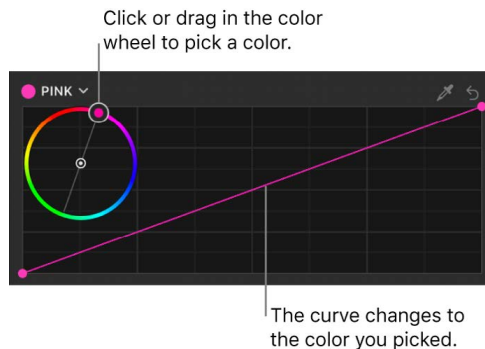 Click or drag in the color
wheel to pick a color.
PINK
The curve changes to
the color you picked.